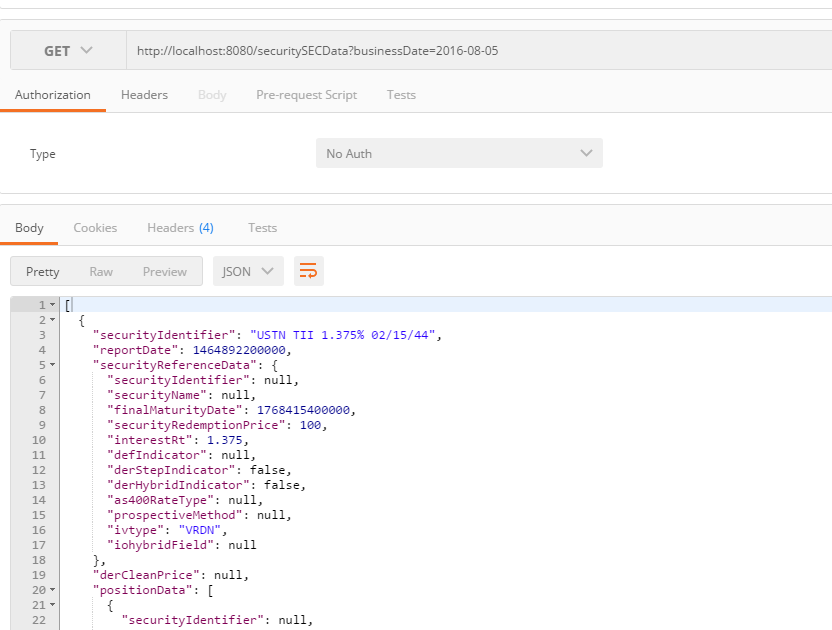 GET http://localhost:8080/securitySECData?businessDate=2016-08-05
Authorization Headers Body Pre-request Script Tests
Type No Auth
Body Cookies Headers (4) Tests
Pretty Raw Preview JSON
1 [
2 {
3 "securityIdentifier": "USTN TII 1.375% 02/15/44",
4 "reportDate": 1464892200000,
5 "securityReferenceData": {
6 "securityIdentifier": null,
7 "securityName": null,
8 "finalMaturityDate": 1768415400000,
9 "securityRedemptionPrice": 100,
10 "interestRt": 1.375,
11 "defIndicator": null,
12 "derStepIndicator": false,
13 "derHybridIndicator": false,
14 "as400RateType": null,
15 "prospectiveMethod": null,
16 "ivtype": "VRDN",
17 "iohybridField": null
18 },
19 "derCleanPrice": null,
20 "positionData": [
21 {
22 "securityIdentifier": null,